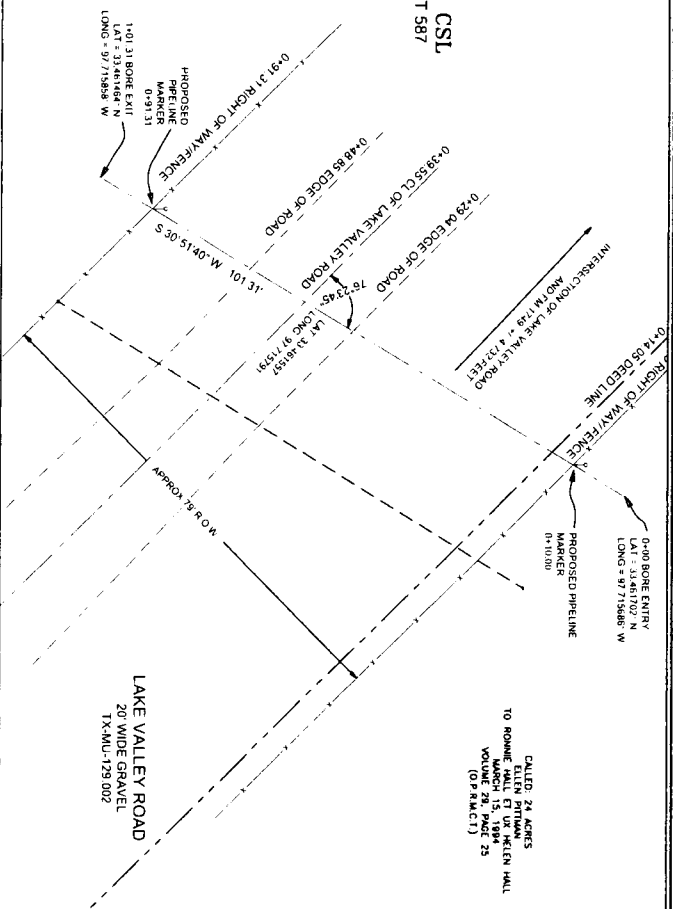 CSL
T 587
1+01.31 BORE EXIT
LAT = 33.461464° N
LONG = 97.715858° W
PROPOSED
PIPELINE
MARKER
0+91.31
0+91.31 RIGHT OF WAY/FENCE
S 30°51'40" W 101.31'
0+48.85 EDGE OF ROAD
0+39.55 CL OF LAKE VALLEY ROAD
0+29.04 EDGE OF ROAD
76°23'45"
LAT 33.461557
LONG 97.715791
INTERSECTION OF LAKE VALLEY ROAD
AND FM 1749 +/- 4,732 FEET
0+14.05 DEED LINE
RIGHT OF WAY/FENCE
0+00 BORE ENTRY
LAT = 33.461702° N
LONG = 97.715686° W
PROPOSED PIPELINE
MARKER
0+10.00
APPROX 79' R.O.W.
CALLED: 24 ACRES
ELLEN PITTMAN
TO RONNIE HALL ET UX HELEN HALL
MARCH 15, 1994
VOLUME 29, PAGE 25
(O.P.R.M.C.T.)
LAKE VALLEY ROAD
20' WIDE GRAVEL
TX-MU-129.002